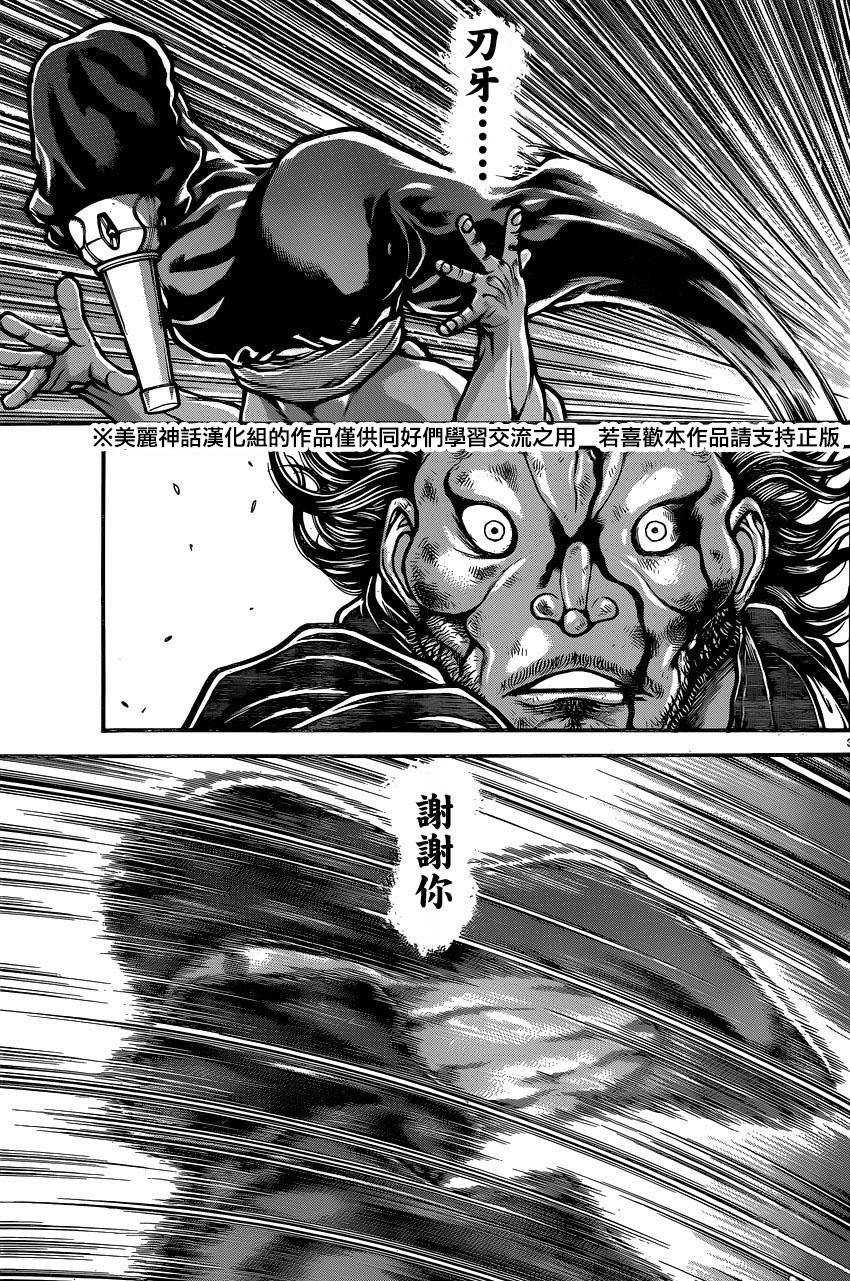 刃牙……
※美麗神話漢化組的作品僅供同好們學習交流之用　若喜歡本作品請支持正版
3
謝謝你